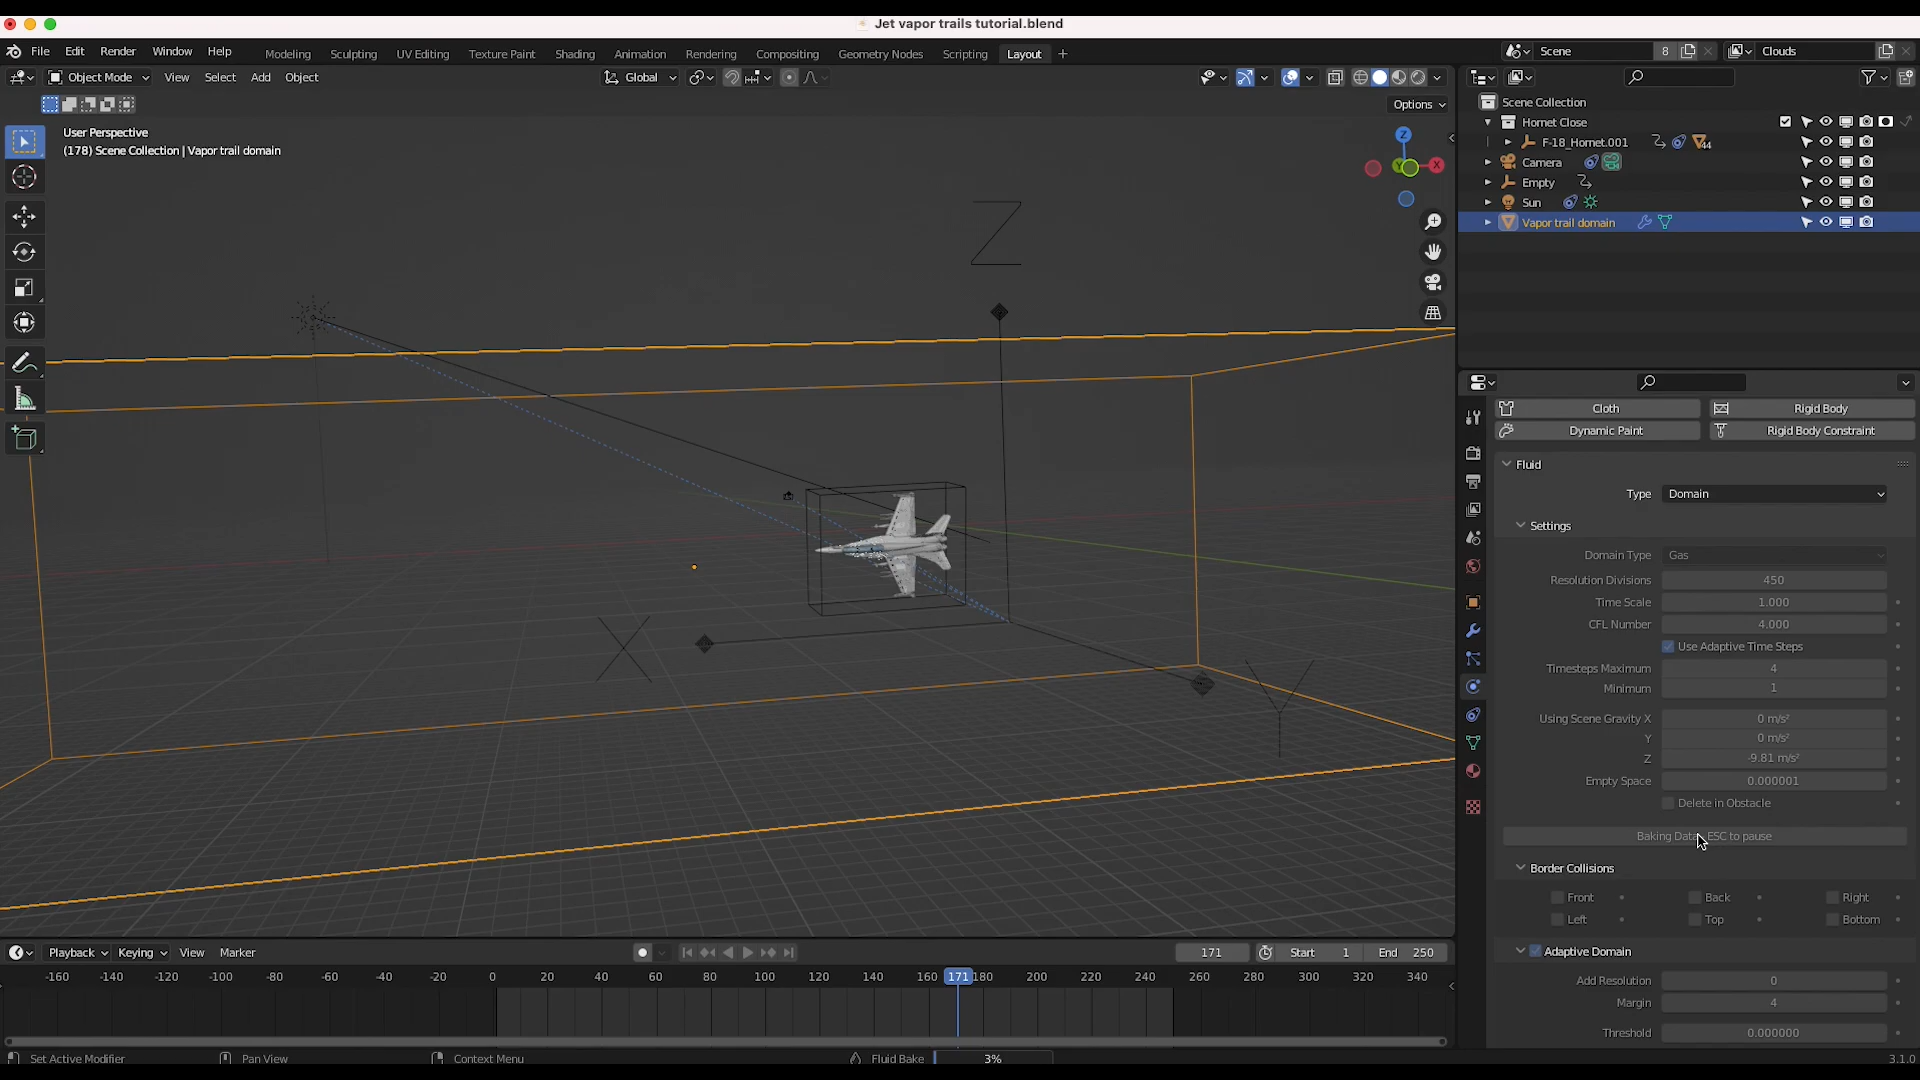 Jet vapor trails tutorial.blend
File Edit Render Window Help Modeling Sculpting UV Editing Texture Paint Shading Animation Rendering Compositing Geometry Nodes Scripting Layout + Scene 8 Clouds
Object Mode View Select Add Object Global
Options
User Perspective
(178) Scene Collection | Vapor trail domain
Z
X
Y
Z
X
Y
Scene Collection
Hornet Close
F-18_Hornet.001 44
Camera
Empty
Sun
Vapor trail domain
Cloth Rigid Body
Dynamic Paint Rigid Body Constraint
Fluid
Type Domain
Settings
Domain Type Gas
Resolution Divisions 450
Time Scale 1.000
CFL Number 4.000
Use Adaptive Time Steps
Timesteps Maximum 4
Minimum 1
Using Scene Gravity X 0 m/s²
Y 0 m/s²
Z -9.81 m/s²
Empty Space 0.000001
Delete in Obstacle
Baking Data ESC to pause
Border Collisions
Front Back Right
Left Top Bottom
Adaptive Domain
Add Resolution 0
Margin 4
Threshold 0.000000
Playback Keying View Marker 171 Start 1 End 250
-160 -140 -120 -100 -80 -60 -40 -20 0 20 40 60 80 100 120 140 160 171 180 200 220 240 260 280 300 320 340
Set Active Modifier Pan View Context Menu Fluid Bake 3% 3.1.0